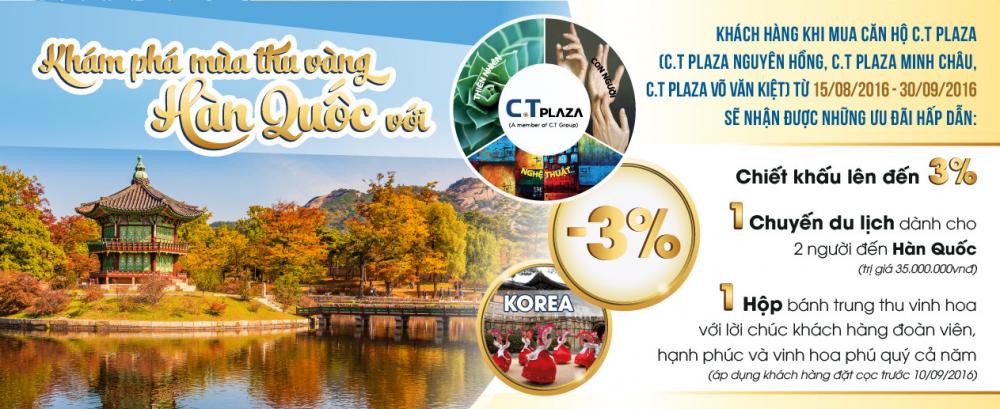 Khám phá mùa thu vàng
Hàn Quốc với
THIÊN NHIÊN
CON NGƯỜI
C.T PLAZA
(A member of C.T Group)
NGHỆ THUẬT
-3%
KOREA
KHÁCH HÀNG KHI MUA CĂN HỘ C.T PLAZA
(C.T PLAZA NGUYÊN HỒNG, C.T PLAZA MINH CHÂU,
C.T PLAZA VÕ VĂN KIỆT) TỪ 15/08/2016 - 30/09/2016
SẼ NHẬN ĐƯỢC NHỮNG ƯU ĐÃI HẤP DẪN:
Chiết khấu lên đến 3%
1 Chuyến du lịch dành cho
2 người đến Hàn Quốc
(trị giá 35.000.000vnđ)
1 Hộp bánh trung thu vinh hoa
với lời chúc khách hàng đoàn viên,
hạnh phúc và vinh hoa phú quý cả năm
(áp dụng khách hàng đặt cọc trước 10/09/2016)